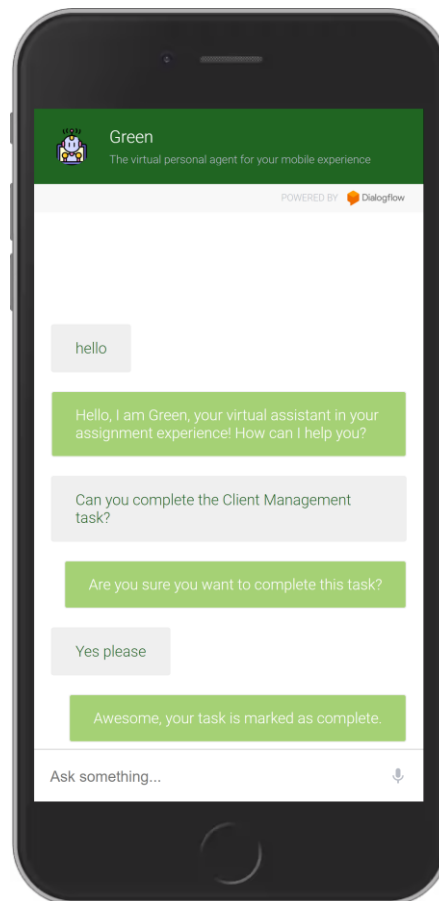 Green
The virtual personal agent for your mobile experience
POWERED BY Dialogflow
hello
Hello, I am Green, your virtual assistant in your
assignment experience! How can I help you?
Can you complete the Client Management
task?
Are you sure you want to complete this task?
Yes please
Awesome, your task is marked as complete.
Ask something...